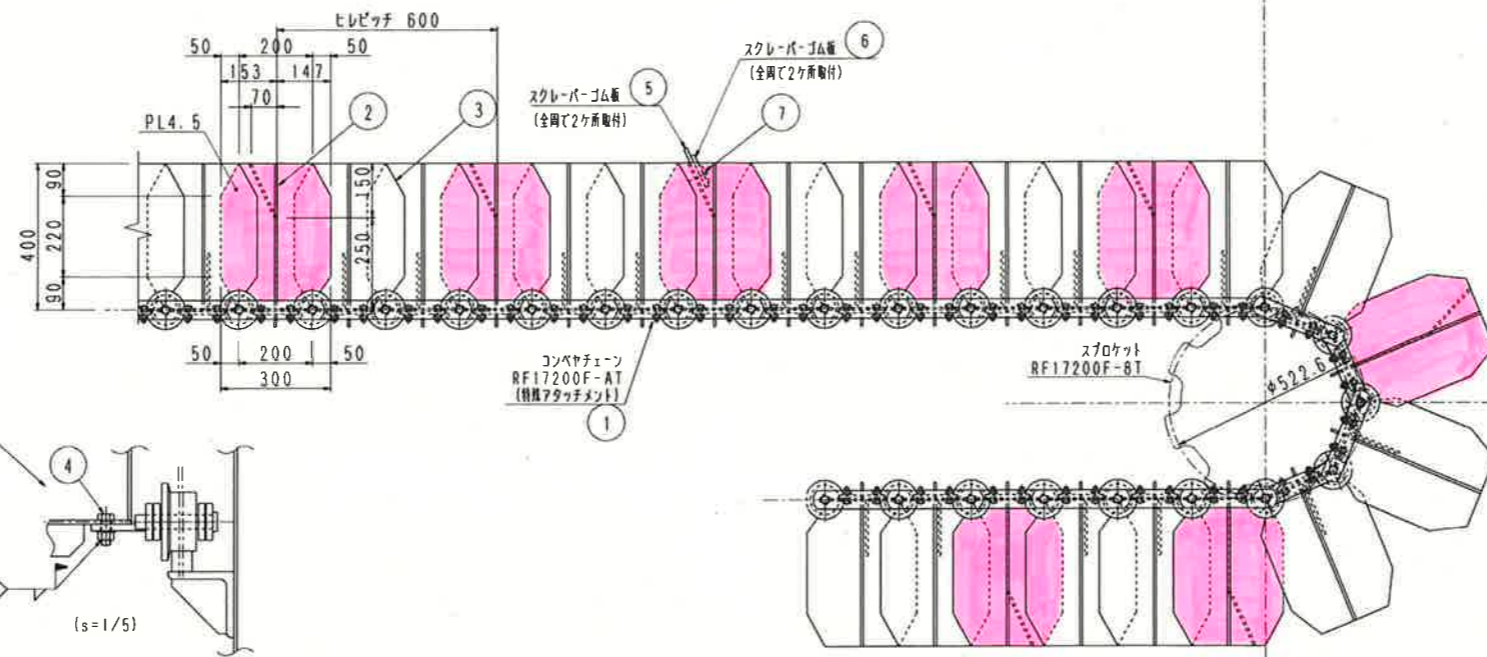 ヒレピッチ 600
50 200 50
153 147
70
PL4.5
2
3
スクレーパーゴム板 5
(全周で2ケ所取付)
スクレーパーゴム板 6
(全周で2ケ所取付)
7
90
400
220
90
150
250
50 200 50
300
コンベヤチェーン
RF17200F-AT
(特殊アタッチメント)
1
スプロケット
RF17200F-8T
φ522.6
4
(s=1/5)